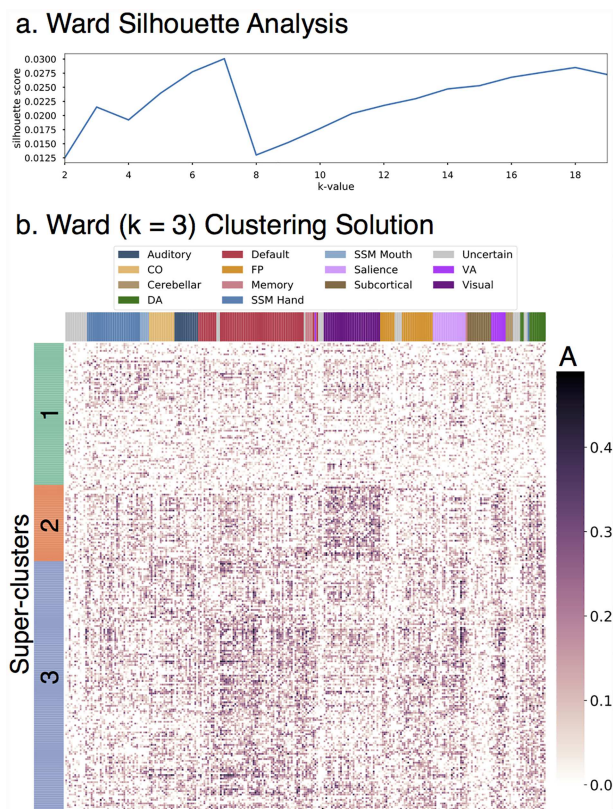 a. Ward Silhouette Analysis
silhouette score
0.0300
0.0275
0.0250
0.0225
0.0200
0.0175
0.0150
0.0125
2 4 6 8 10 12 14 16 18
k-value
b. Ward (k = 3) Clustering Solution
Auditory Default SSM Mouth Uncertain
CO FP Salience VA
Cerebellar Memory Subcortical Visual
DA SSM Hand
A
Super-clusters
1
2
3
0.4
0.3
0.2
0.1
0.0